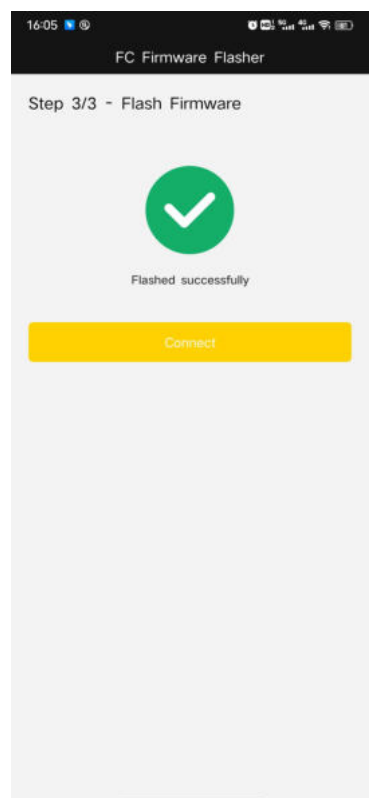 16:05
FC Firmware Flasher
Step 3/3 - Flash Firmware
Flashed successfully
Connect